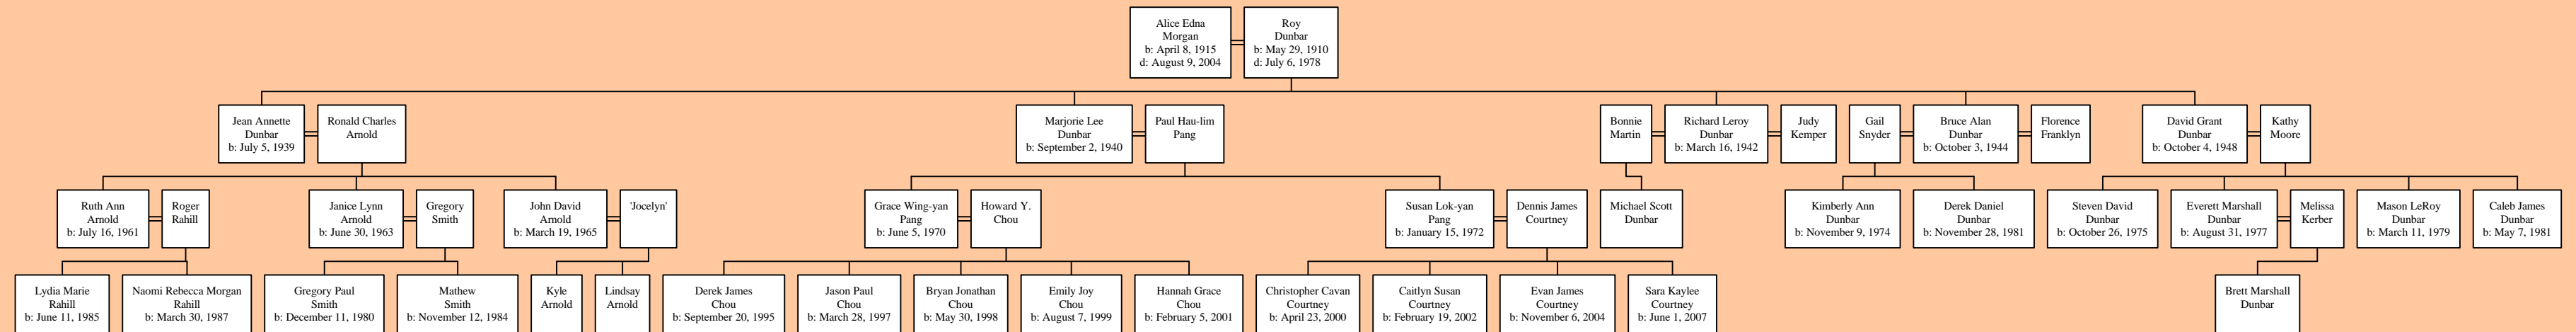 Alice Edna
Morgan
b: April 8, 1915
d: August 9, 2004
Roy
Dunbar
b: May 29, 1910
d: July 6, 1978
Jean Annette
Dunbar
b: July 5, 1939
Ronald Charles
Arnold
Marjorie Lee
Dunbar
b: September 2, 1940
Paul Hau-lim
Pang
Bonnie
Martin
Richard Leroy
Dunbar
b: March 16, 1942
Judy
Kemper
Gail
Snyder
Bruce Alan
Dunbar
b: October 3, 1944
Florence
Franklyn
David Grant
Dunbar
b: October 4, 1948
Kathy
Moore
Ruth Ann
Arnold
b: July 16, 1961
Roger
Rahill
Janice Lynn
Arnold
b: June 30, 1963
Gregory
Smith
John David
Arnold
b: March 19, 1965
'Jocelyn'
Grace Wing-yan
Pang
b: June 5, 1970
Howard Y.
Chou
Susan Lok-yan
Pang
b: January 15, 1972
Dennis James
Courtney
Michael Scott
Dunbar
Kimberly Ann
Dunbar
b: November 9, 1974
Derek Daniel
Dunbar
b: November 28, 1981
Steven David
Dunbar
b: October 26, 1975
Everett Marshall
Dunbar
b: August 31, 1977
Melissa
Kerber
Mason LeRoy
Dunbar
b: March 11, 1979
Caleb James
Dunbar
b: May 7, 1981
Lydia Marie
Rahill
b: June 11, 1985
Naomi Rebecca Morgan
Rahill
b: March 30, 1987
Gregory Paul
Smith
b: December 11, 1980
Mathew
Smith
b: November 12, 1984
Kyle
Arnold
Lindsay
Arnold
Derek James
Chou
b: September 20, 1995
Jason Paul
Chou
b: March 28, 1997
Bryan Jonathan
Chou
b: May 30, 1998
Emily Joy
Chou
b: August 7, 1999
Hannah Grace
Chou
b: February 5, 2001
Christopher Cavan
Courtney
b: April 23, 2000
Caitlyn Susan
Courtney
b: February 19, 2002
Evan James
Courtney
b: November 6, 2004
Sara Kaylee
Courtney
b: June 1, 2007
Brett Marshall
Dunbar